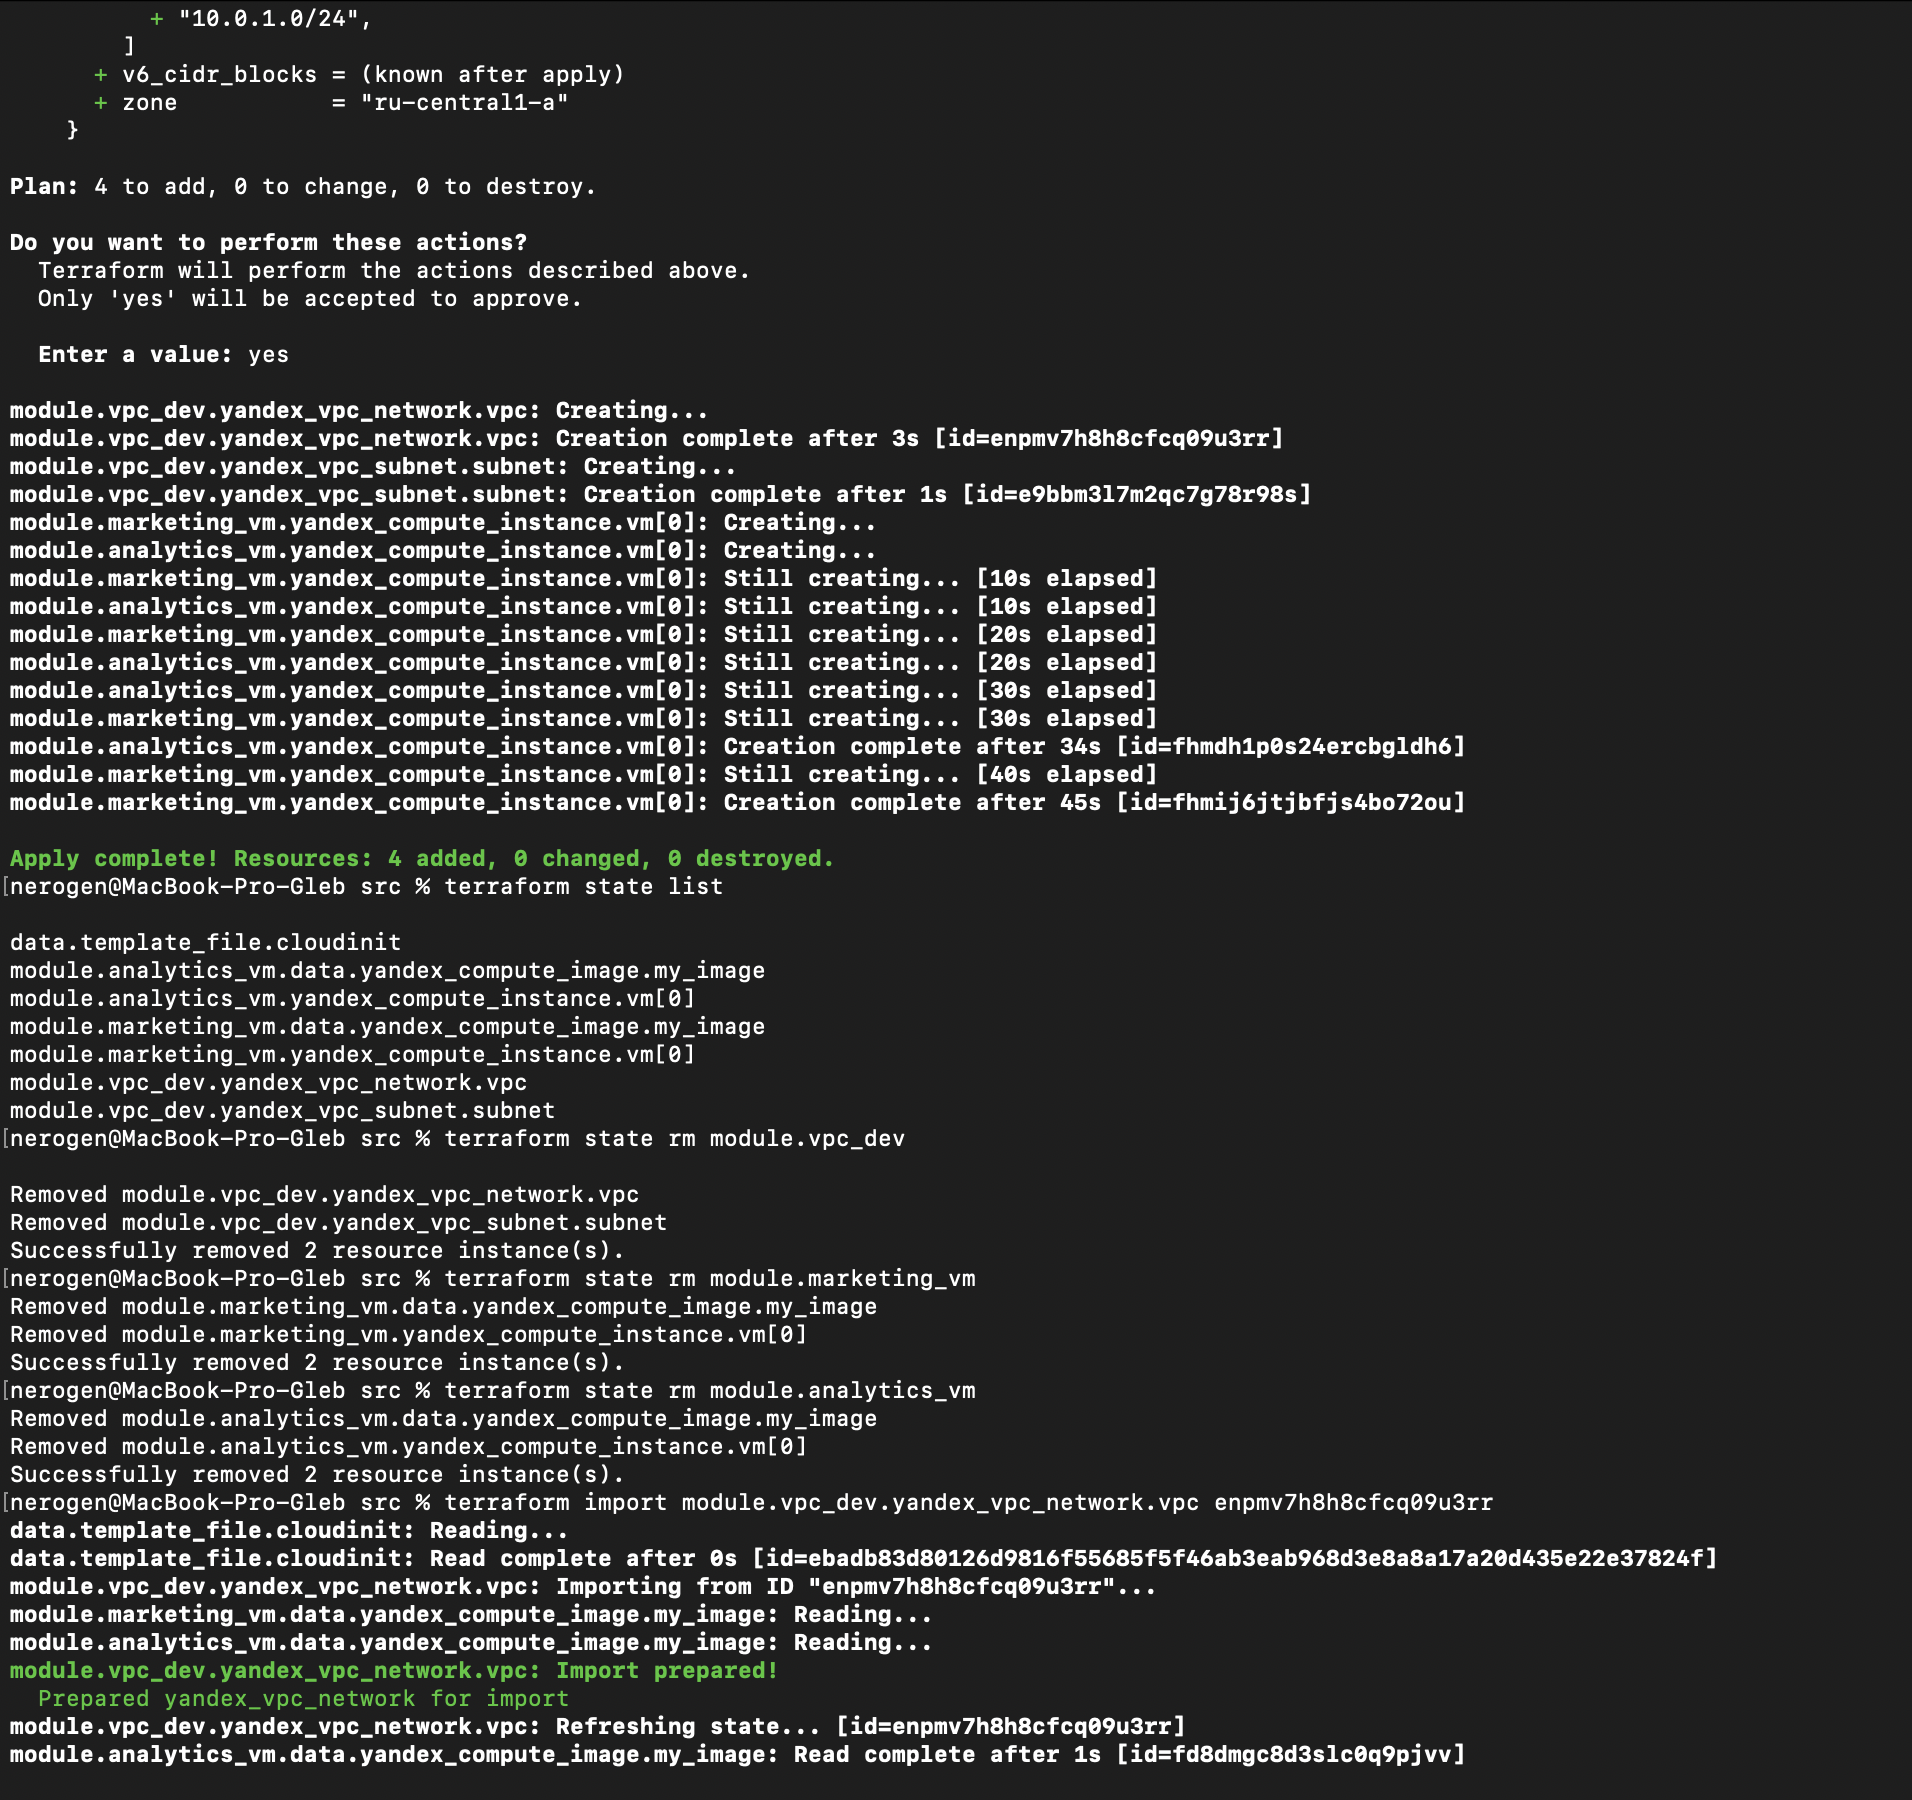 + "10.0.1.0/24",
]
+ v6_cidr_blocks = (known after apply)
+ zone           = "ru-central1-a"
}
Plan: 4 to add, 0 to change, 0 to destroy.
Do you want to perform these actions?
Terraform will perform the actions described above.
Only 'yes' will be accepted to approve.
Enter a value: yes
module.vpc_dev.yandex_vpc_network.vpc: Creating...
module.vpc_dev.yandex_vpc_network.vpc: Creation complete after 3s [id=enpmv7h8h8cfcq09u3rr]
module.vpc_dev.yandex_vpc_subnet.subnet: Creating...
module.vpc_dev.yandex_vpc_subnet.subnet: Creation complete after 1s [id=e9bbm3l7m2qc7g78r98s]
module.marketing_vm.yandex_compute_instance.vm[0]: Creating...
module.analytics_vm.yandex_compute_instance.vm[0]: Creating...
module.marketing_vm.yandex_compute_instance.vm[0]: Still creating... [10s elapsed]
module.analytics_vm.yandex_compute_instance.vm[0]: Still creating... [10s elapsed]
module.marketing_vm.yandex_compute_instance.vm[0]: Still creating... [20s elapsed]
module.analytics_vm.yandex_compute_instance.vm[0]: Still creating... [20s elapsed]
module.analytics_vm.yandex_compute_instance.vm[0]: Still creating... [30s elapsed]
module.marketing_vm.yandex_compute_instance.vm[0]: Still creating... [30s elapsed]
module.analytics_vm.yandex_compute_instance.vm[0]: Creation complete after 34s [id=fhmdh1p0s24ercbgldh6]
module.marketing_vm.yandex_compute_instance.vm[0]: Still creating... [40s elapsed]
module.marketing_vm.yandex_compute_instance.vm[0]: Creation complete after 45s [id=fhmij6jtjbfjs4bo72ou]
Apply complete! Resources: 4 added, 0 changed, 0 destroyed.
[nerogen@MacBook-Pro-Gleb src % terraform state list
data.template_file.cloudinit
module.analytics_vm.data.yandex_compute_image.my_image
module.analytics_vm.yandex_compute_instance.vm[0]
module.marketing_vm.data.yandex_compute_image.my_image
module.marketing_vm.yandex_compute_instance.vm[0]
module.vpc_dev.yandex_vpc_network.vpc
module.vpc_dev.yandex_vpc_subnet.subnet
[nerogen@MacBook-Pro-Gleb src % terraform state rm module.vpc_dev
Removed module.vpc_dev.yandex_vpc_network.vpc
Removed module.vpc_dev.yandex_vpc_subnet.subnet
Successfully removed 2 resource instance(s).
[nerogen@MacBook-Pro-Gleb src % terraform state rm module.marketing_vm
Removed module.marketing_vm.data.yandex_compute_image.my_image
Removed module.marketing_vm.yandex_compute_instance.vm[0]
Successfully removed 2 resource instance(s).
[nerogen@MacBook-Pro-Gleb src % terraform state rm module.analytics_vm
Removed module.analytics_vm.data.yandex_compute_image.my_image
Removed module.analytics_vm.yandex_compute_instance.vm[0]
Successfully removed 2 resource instance(s).
[nerogen@MacBook-Pro-Gleb src % terraform import module.vpc_dev.yandex_vpc_network.vpc enpmv7h8h8cfcq09u3rr
data.template_file.cloudinit: Reading...
data.template_file.cloudinit: Read complete after 0s [id=ebadb83d80126d9816f55685f5f46ab3eab968d3e8a8a17a20d435e22e37824f]
module.vpc_dev.yandex_vpc_network.vpc: Importing from ID "enpmv7h8h8cfcq09u3rr"...
module.marketing_vm.data.yandex_compute_image.my_image: Reading...
module.analytics_vm.data.yandex_compute_image.my_image: Reading...
module.vpc_dev.yandex_vpc_network.vpc: Import prepared!
Prepared yandex_vpc_network for import
module.vpc_dev.yandex_vpc_network.vpc: Refreshing state... [id=enpmv7h8h8cfcq09u3rr]
module.analytics_vm.data.yandex_compute_image.my_image: Read complete after 1s [id=fd8dmgc8d3slc0q9pjvv]